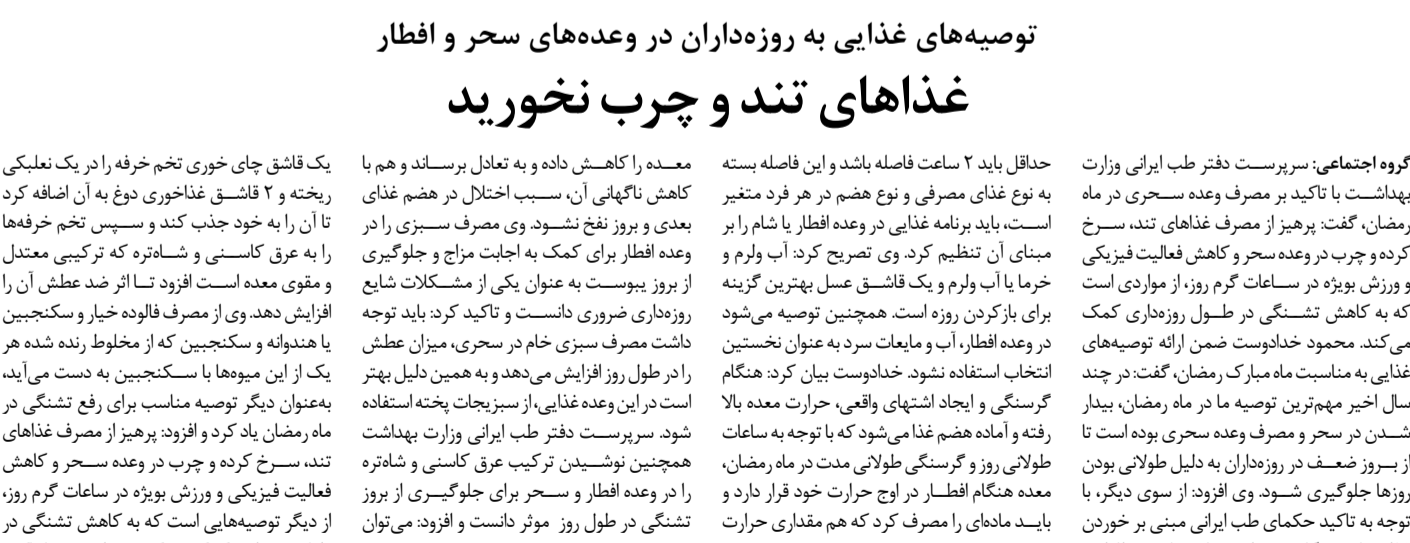 توصیه‌های غذایی به روزه‌داران در وعده‌های سحر و افطار
غذاهای تند و چرب نخورید
گروه اجتماعی: سرپرست دفتر طب ایرانی وزارت
بهداشت با تاکید بر مصرف وعده سحری در ماه
رمضان، گفت: پرهیز از مصرف غذاهای تند، سرخ
کرده و چرب در وعده سحر و کاهش فعالیت فیزیکی
و ورزش بویژه در ساعات گرم روز، از مواردی است
که به کاهش تشنگی در طول روزه‌داری کمک
می‌کند. محمود خدادوست ضمن ارائه توصیه‌های
غذایی به مناسبت ماه مبارک رمضان، گفت: در چند
سال اخیر مهم‌ترین توصیه ما در ماه رمضان، بیدار
شدن در سحر و مصرف وعده سحری بوده است تا
از بروز ضعف در روزه‌داران به دلیل طولانی بودن
روزها جلوگیری شود. وی افزود: از سوی دیگر، با
توجه به تاکید حکمای طب ایرانی مبنی بر خوردن
حداقل باید ۲ ساعت فاصله باشد و این فاصله بسته
به نوع غذای مصرفی و نوع هضم در هر فرد متغیر
است، باید برنامه غذایی در وعده افطار یا شام را بر
مبنای آن تنظیم کرد. وی تصریح کرد: آب ولرم و
خرما یا آب ولرم و یک قاشق عسل بهترین گزینه
برای بازکردن روزه است. همچنین توصیه می‌شود
در وعده افطار، آب و مایعات سرد به عنوان نخستین
انتخاب استفاده نشود. خدادوست بیان کرد: هنگام
گرسنگی و ایجاد اشتهای واقعی، حرارت معده بالا
رفته و آماده هضم غذا می‌شود که با توجه به ساعات
طولانی روز و گرسنگی طولانی مدت در ماه رمضان،
معده هنگام افطار در اوج حرارت خود قرار دارد و
باید ماده‌ای را مصرف کرد که هم مقداری حرارت
معده را کاهش داده و به تعادل برساند و هم با
کاهش ناگهانی آن، سبب اختلال در هضم غذای
بعدی و بروز نفخ نشود. وی مصرف سبزی را در
وعده افطار برای کمک به اجابت مزاج و جلوگیری
از بروز یبوست به عنوان یکی از مشکلات شایع
روزه‌داری ضروری دانست و تاکید کرد: باید توجه
داشت مصرف سبزی خام در سحری، میزان عطش
را در طول روز افزایش می‌دهد و به همین دلیل بهتر
است در این وعده غذایی، از سبزیجات پخته استفاده
شود. سرپرست دفتر طب ایرانی وزارت بهداشت
همچنین نوشیدن ترکیب عرق کاسنی و شاه‌تره
را در وعده افطار و سحر برای جلوگیری از بروز
تشنگی در طول روز موثر دانست و افزود: می‌توان
یک قاشق چای خوری تخم خرفه را در یک نعلبکی
ریخته و ۲ قاشق غذاخوری دوغ به آن اضافه کرد
تا آن را به خود جذب کند و سپس تخم خرفه‌ها
را به عرق کاسنی و شاه‌تره که ترکیبی معتدل
و مقوی معده است افزود تا اثر ضد عطش آن را
افزایش دهد. وی از مصرف فالوده خیار و سکنجبین
یا هندوانه و سکنجبین که از مخلوط رنده شده هر
یک از این میوه‌ها با سکنجبین به دست می‌آید،
به‌عنوان دیگر توصیه مناسب برای رفع تشنگی در
ماه رمضان یاد کرد و افزود: پرهیز از مصرف غذاهای
تند، سرخ کرده و چرب در وعده سحر و کاهش
فعالیت فیزیکی و ورزش بویژه در ساعات گرم روز،
از دیگر توصیه‌هایی است که به کاهش تشنگی در